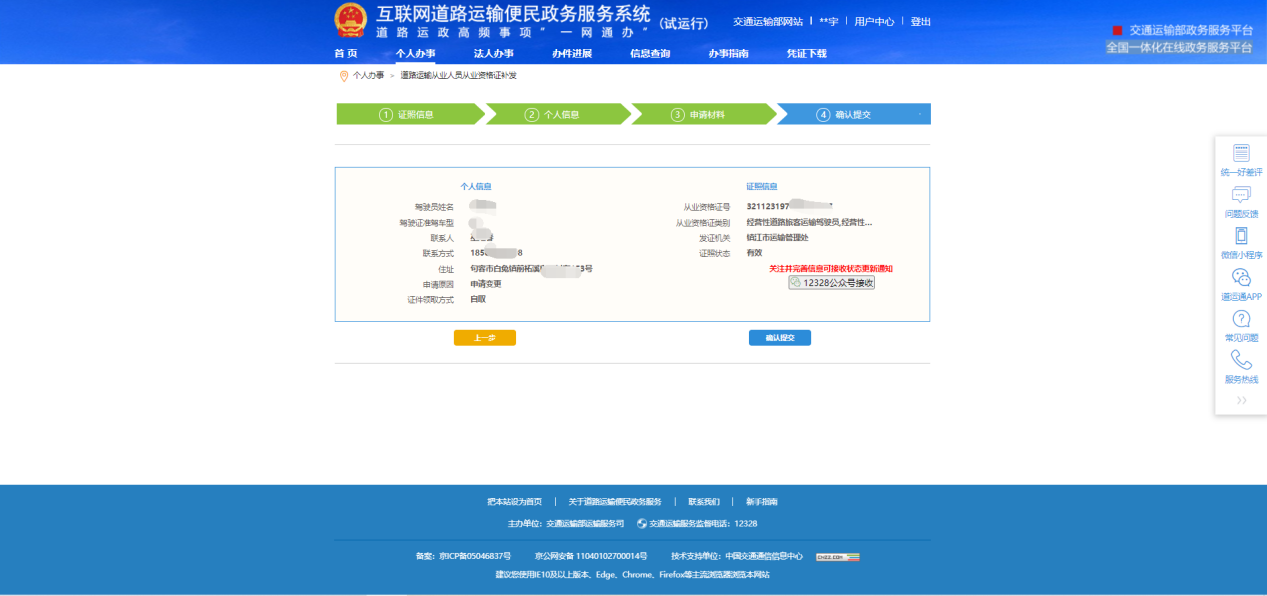 互联网道路运输便民政务服务系统 (试运行)
道路运政高频事项"一网通办"
交通运输部网站 | **宇 | 用户中心 | 登出
交通运输部政务服务平台
全国一体化在线政务服务平台
首页 个人办事 法人办事 办件进展 信息查询 办事指南 凭证下载
个人办事 > 道路运输从业人员从业资格证补发
1 证照信息 2 个人信息 3 申请材料 4 确认提交
个人信息
驾驶员姓名
驾驶证准驾车型
联系人
联系方式 185 8
住址 句容市白兔镇前拓溪 3号
申请原因 申请变更
证件领取方式 自取
证照信息
从业资格证号 321123197
从业资格证类别 经营性道路旅客运输驾驶员,经营性...
发证机关 镇江市运输管理处
证照状态 有效
关注并完善信息可接收状态更新通知
12328公众号接收
上一步 确认提交
统一好差评
问题反馈
微信小程序
道运通APP
常见问题
服务热线
把本站设为首页 | 关于道路运输便民政务服务 | 联系我们 | 新手指南
主办单位：交通运输部运输服务司 交通运输服务监督电话：12328
备案：京ICP备05046837号 京公网安备 11040102700014号 技术支持单位：中国交通通信信息中心 CNZZ.COM
建议您使用IE10及以上版本、Edge、Chrome、Firefox等主流浏览器浏览本网站